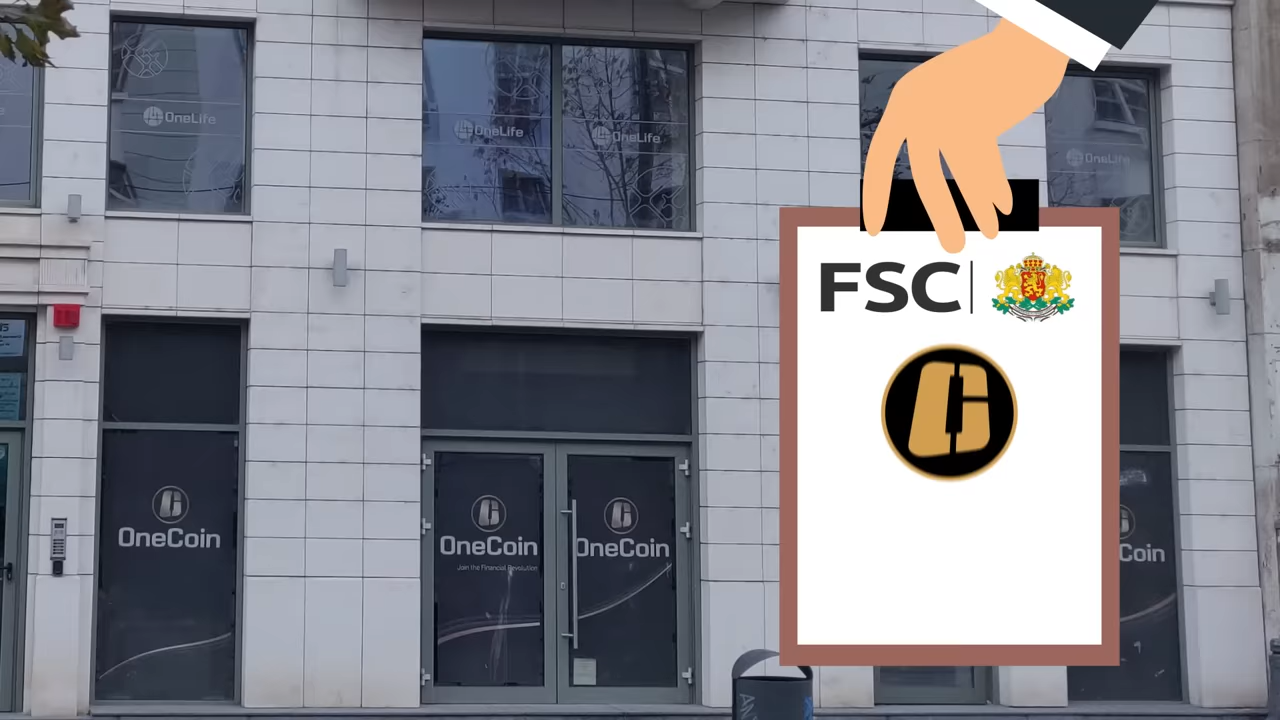 OneLife
OneLife
OneLife
OneLife
FSC
OneCoin
OneCoin
Join the Financial Revolution
OneCoin
Coin